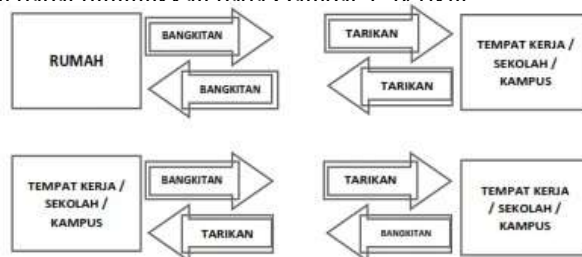 BANGKITAN
TARIKAN
RUMAH
TEMPAT KERJA /
SEKOLAH /
KAMPUS
BANGKITAN
TARIKAN
BANGKITAN
TARIKAN
TEMPAT KERJA /
SEKOLAH /
KAMPUS
TEMPAT KERJA
/ SEKOLAH /
KAMPUS
TARIKAN
BANGKITAN